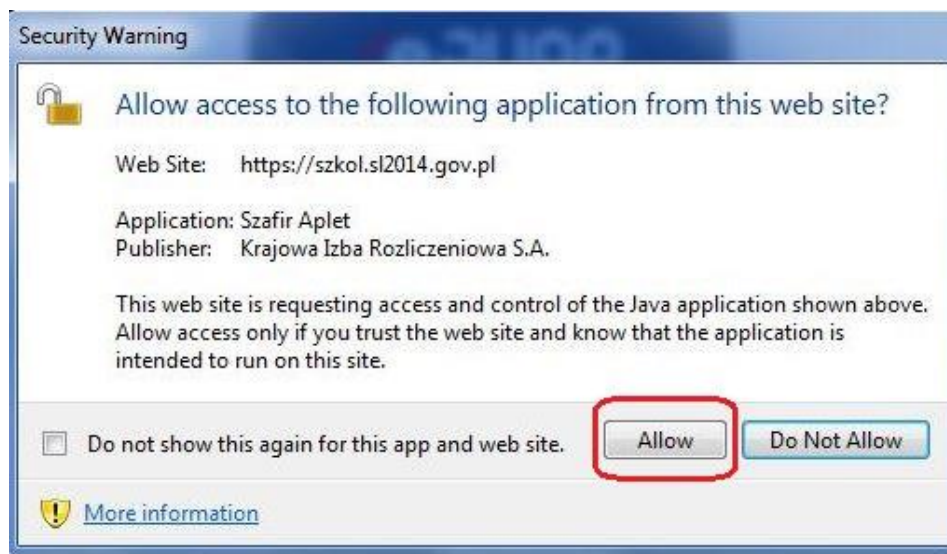 Security Warning
Allow access to the following application from this web site?
Web Site: https://szkol.sl2014.gov.pl
Application: Szafir Aplet
Publisher: Krajowa Izba Rozliczeniowa S.A.
This web site is requesting access and control of the Java application shown above.
Allow access only if you trust the web site and know that the application is
intended to run on this site.
Do not show this again for this app and web site. Allow Do Not Allow
More information